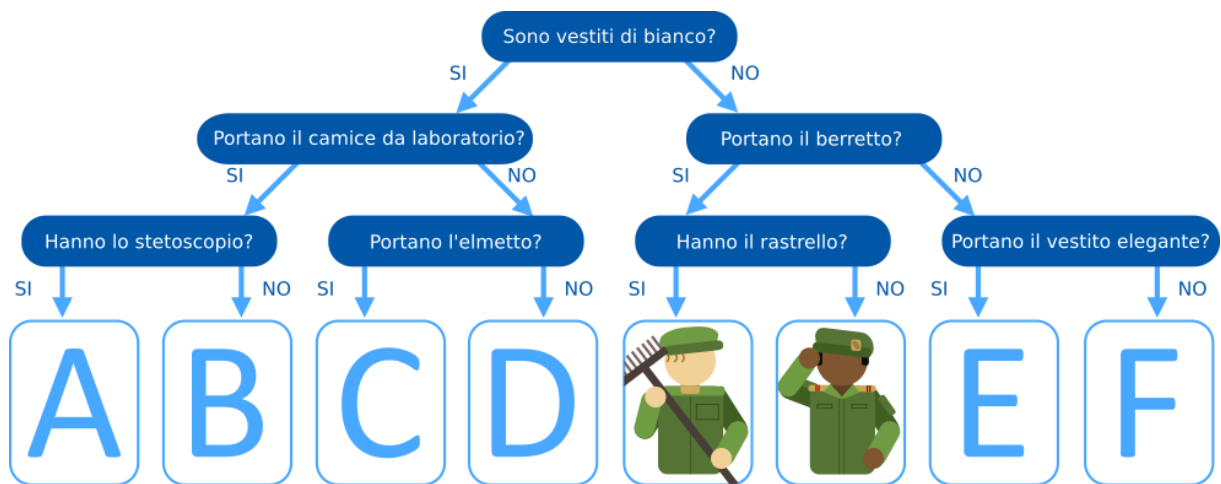 Sono vestiti di bianco?
SI
NO
Portano il camice da laboratorio?
Portano il berretto?
SI
NO
SI
NO
Hanno lo stetoscopio?
Portano l'elmetto?
Hanno il rastrello?
Portano il vestito elegante?
SI
NO
SI
NO
SI
NO
SI
NO
A
B
C
D
E
F